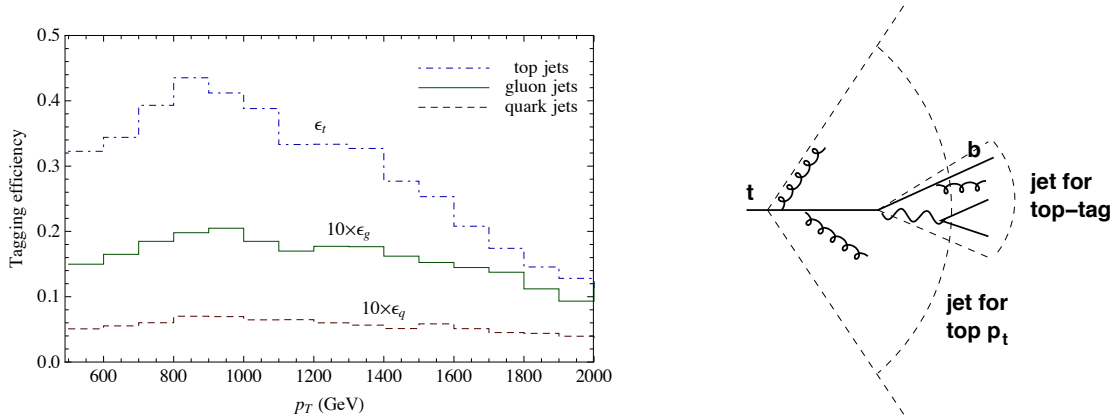 0.5
0.4
0.3
0.2
0.1
0.0
Tagging efficiency
600 800 1000 1200 1400 1600 1800 2000
p_T (GeV)
top jets
gluon jets
quark jets
ϵ_t
10×ϵ_g
10×ϵ_q
t
b
jet for
top−tag
jet for
top p_t